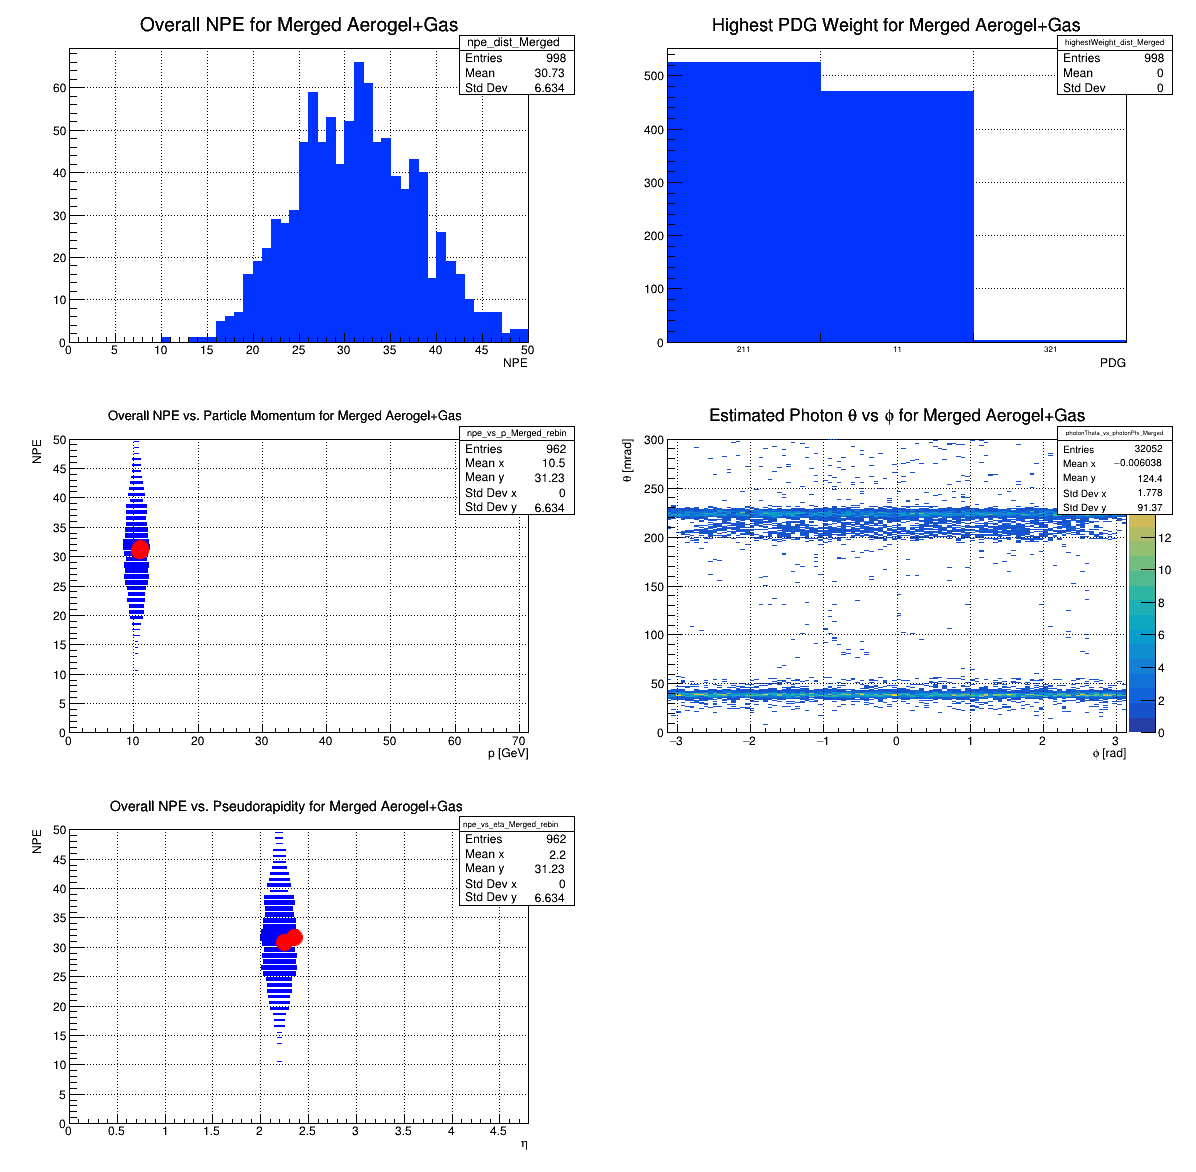 Overall NPE for Merged Aerogel+Gas
npe_dist_Merged
Entries 998
Mean 30.73
Std Dev 6.634
60
50
40
30
20
10
0
0 5 10 15 20 25 30 35 40 45 50
NPE
Highest PDG Weight for Merged Aerogel+Gas
highestWeight_dist_Merged
Entries 998
Mean 0
Std Dev 0
500
400
300
200
100
0
211 11 321
PDG
Overall NPE vs. Particle Momentum for Merged Aerogel+Gas
NPE
npe_vs_p_Merged_rebin
Entries 962
Mean x 10.5
Mean y 31.23
Std Dev x 0
Std Dev y 6.634
50
45
40
35
30
25
20
15
10
5
0
0 10 20 30 40 50 60 70
p [GeV]
Estimated Photon θ vs ϕ for Merged Aerogel+Gas
θ [mrad]
photonTheta_vs_photonPhi_Merged
Entries 32052
Mean x −0.006038
Mean y 124.4
Std Dev x 1.778
Std Dev y 91.37
300
250
200
150
100
50
0
−3 −2 −1 0 1 2 3
ϕ [rad]
12
10
8
6
4
2
0
Overall NPE vs. Pseudorapidity for Merged Aerogel+Gas
NPE
npe_vs_eta_Merged_rebin
Entries 962
Mean x 2.2
Mean y 31.23
Std Dev x 0
Std Dev y 6.634
50
45
40
35
30
25
20
15
10
5
0
0 0.5 1 1.5 2 2.5 3 3.5 4 4.5
η